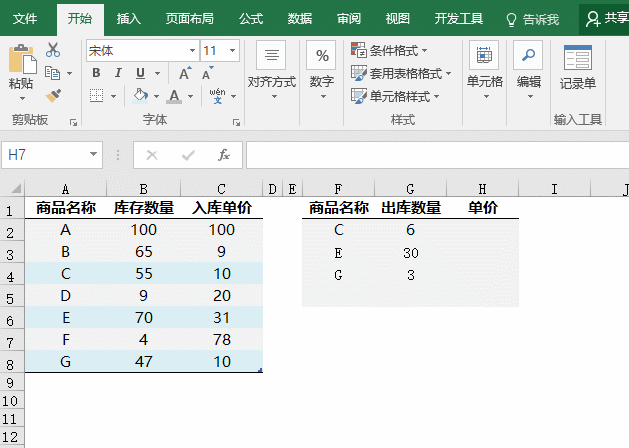 文件 开始 插入 页面布局 公式 数据 审阅 视图 开发工具 告诉我 共享
宋体 11 条件格式
粘贴 B I U A A 对齐方式 % 数字 套用表格格式 单元格 编辑 记录单
A wén 单元格样式
剪贴板 字体 样式 输入工具
H7 fx
A B C D E F G H I J
1 商品名称 库存数量 入库单价 商品名称 出库数量 单价
2 A 100 100 C 6
3 B 65 9 E 30
4 C 55 10 G 3
5 D 9 20
6 E 70 31
7 F 4 78
8 G 47 10
9
10
11
12